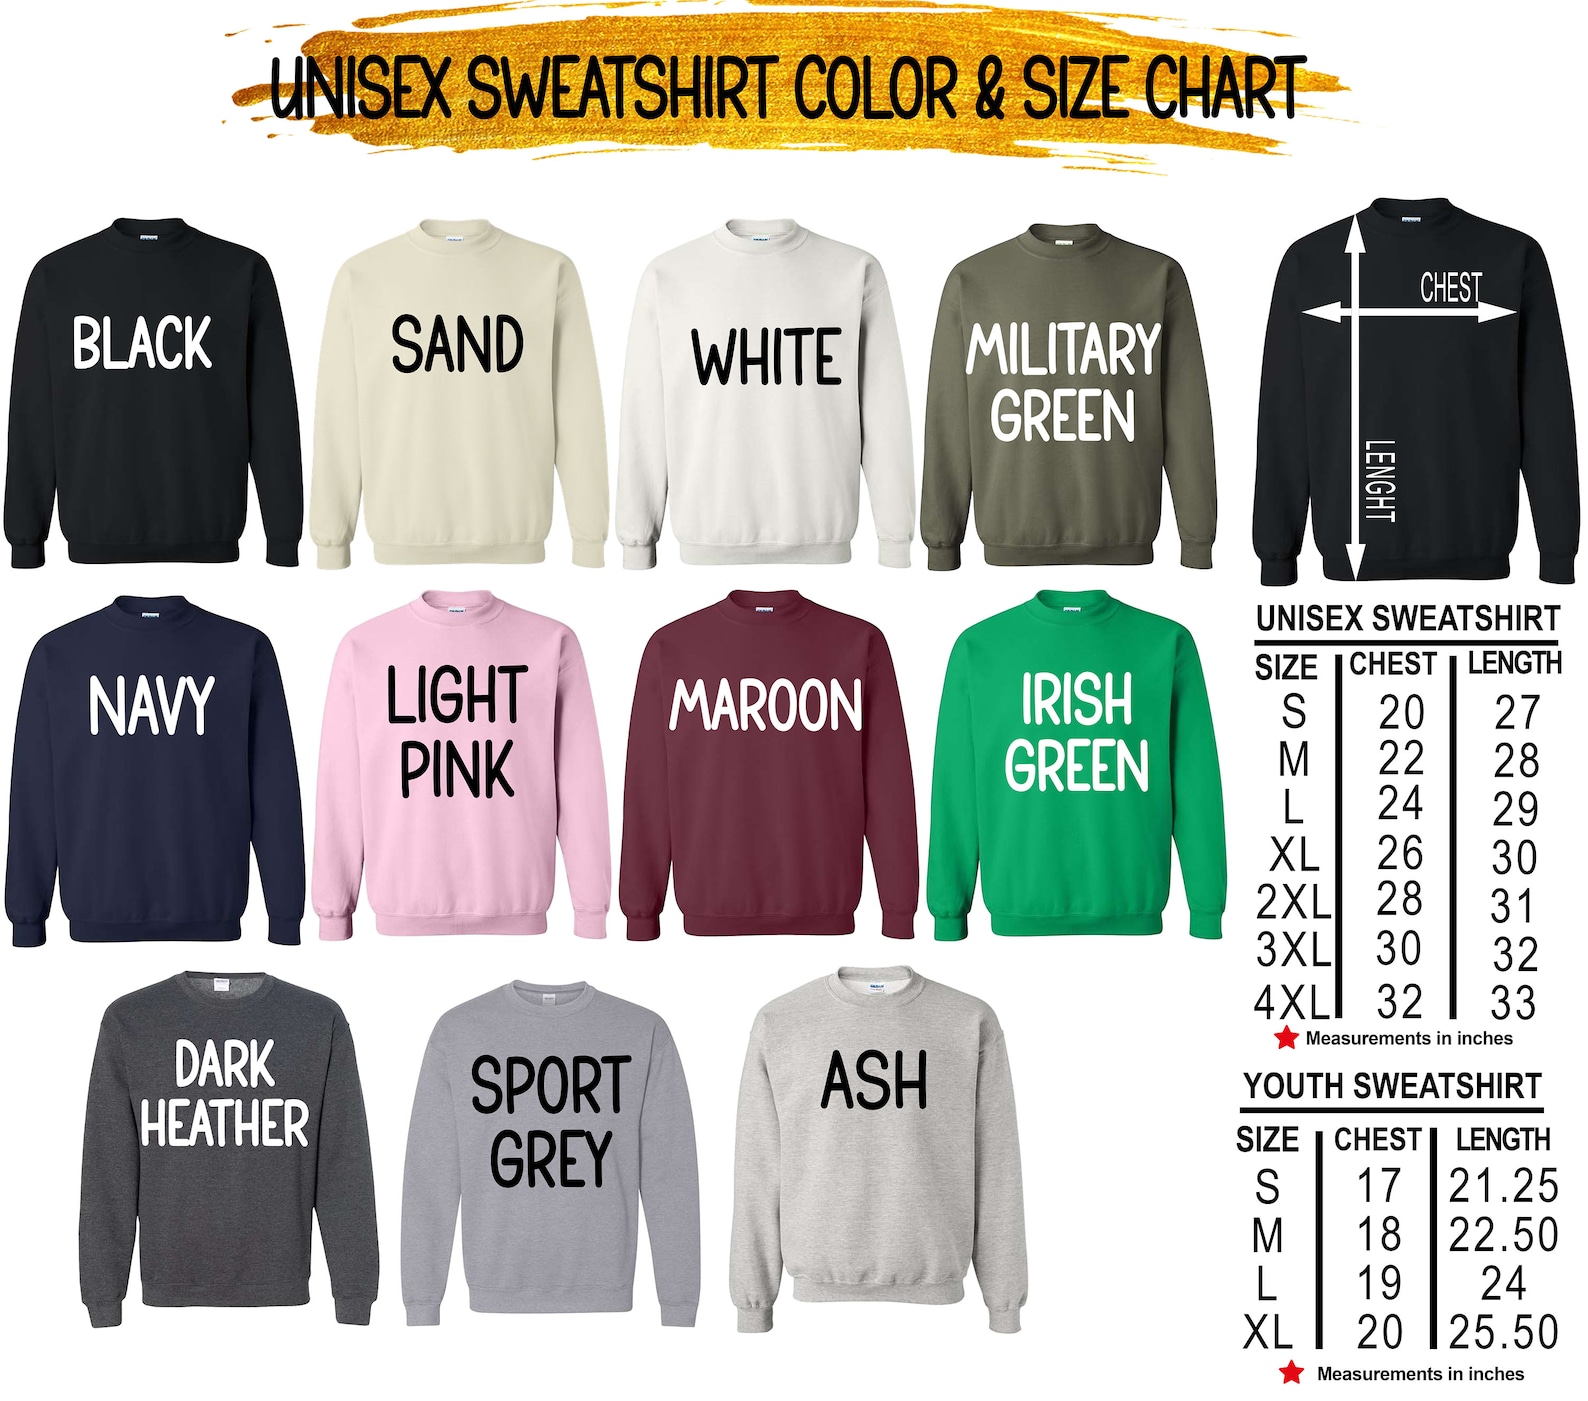 UNISEX SWEATSHIRT COLOR & SIZE CHART
BLACK
SAND
WHITE
MILITARY
GREEN
CHEST
LENGHT
NAVY
LIGHT
PINK
MAROON
IRISH
GREEN
DARK
HEATHER
SPORT
GREY
ASH
UNISEX SWEATSHIRT
SIZE CHEST LENGTH
S 20 27
M 22 28
L 24 29
XL 26 30
2XL 28 31
3XL 30 32
4XL 32 33
Measurements in inches
YOUTH SWEATSHIRT
SIZE CHEST LENGTH
S 17 21.25
M 18 22.50
L 19 24
XL 20 25.50
Measurements in inches